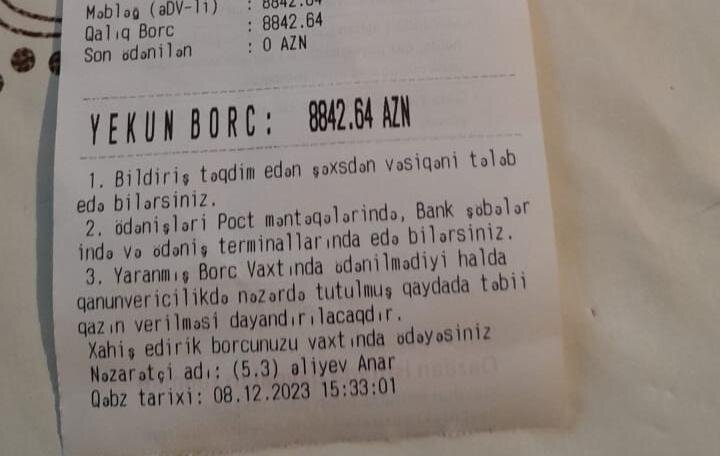 Məbləğ (əDV-li) : 8842.64
Qalıq Borc : 8842.64
Son ödənilən : 0 AZN
YEKUN BORC: 8842.64 AZN
1. Bildiriş təqdim edən şəxsdən vəsiqəni tələb
edə bilərsiniz.
2. ödənişləri Poct məntəqələrində, Bank şöbələr
ində və ödəniş terminallarında edə bilərsiniz.
3. Yaranmış Borc Vaxtında ödənilmədiyi halda
qanunvericilikdə nəzərdə tutulmuş qaydada təbii
qazın verilməsi dayandırılacaqdır.
Xahiş edirik borcunuzu vaxtında ödəyəsiniz
Nəzarətçi adı: (5.3) əliyev Anar
Qəbz tarixi: 08.12.2023 15:33:01